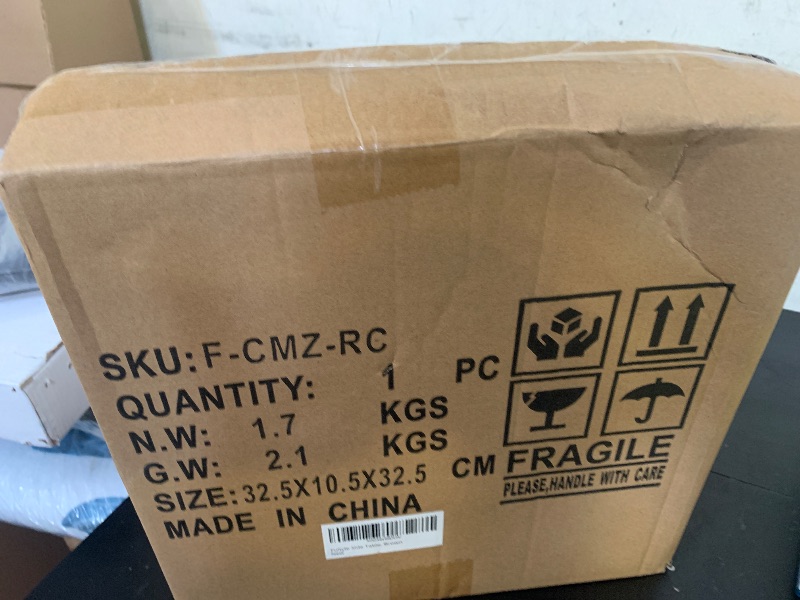 SKU: F-CMZ-RC
QUANTITY: 1 PC
N.W: 1.7 KGS
G.W: 2.1 KGS
SIZE: 32.5X10.5X32.5 CM
MADE IN CHINA
FRAGILE
PLEASE,HANDLE WITH CARE